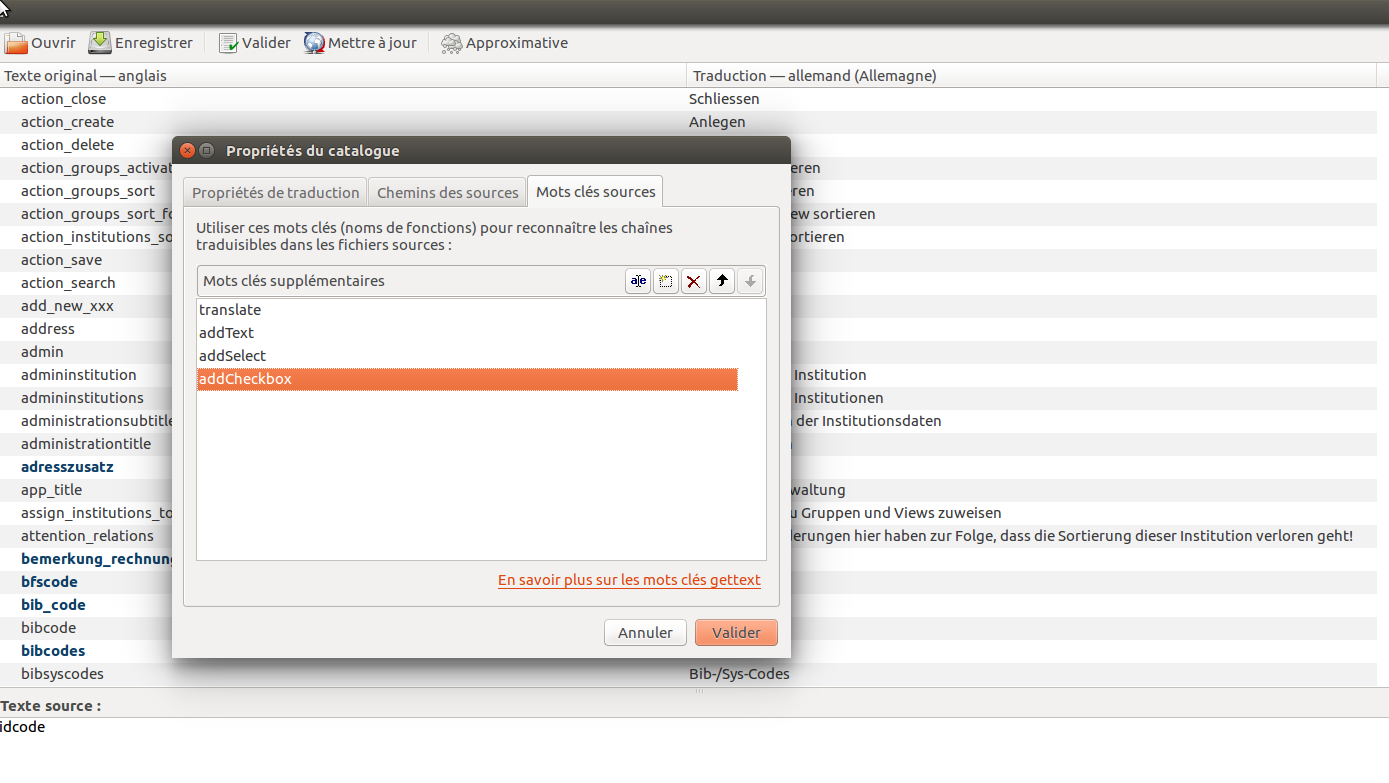 Ouvrir Enregistrer Valider Mettre à jour Approximative
Texte original — anglais Traduction — allemand (Allemagne)
action_close Schliessen
action_create Anlegen
action_delete
action_groups_activat eren
action_groups_sort eren
action_groups_sort_fo ew sortieren
action_institutions_so ortieren
action_save
action_search
add_new_xxx
address
admin
admininstitution Institution
admininstitutions Institutionen
administrationsubtitle der Institutionsdaten
administrationtitle
adresszusatz
app_title waltung
assign_institutions_to u Gruppen und Views zuweisen
attention_relations derungen hier haben zur Folge, dass die Sortierung dieser Institution verloren geht!
bemerkung_rechnung
bfscode
bib_code
bibcode
bibcodes
bibsyscodes Bib-/Sys-Codes
Propriétés du catalogue
Propriétés de traduction Chemins des sources Mots clés sources
Utiliser ces mots clés (noms de fonctions) pour reconnaître les chaînes
traduisibles dans les fichiers sources :
Mots clés supplémentaires
translate
addText
addSelect
addCheckbox
En savoir plus sur les mots clés gettext
Annuler Valider
Texte source :
idcode